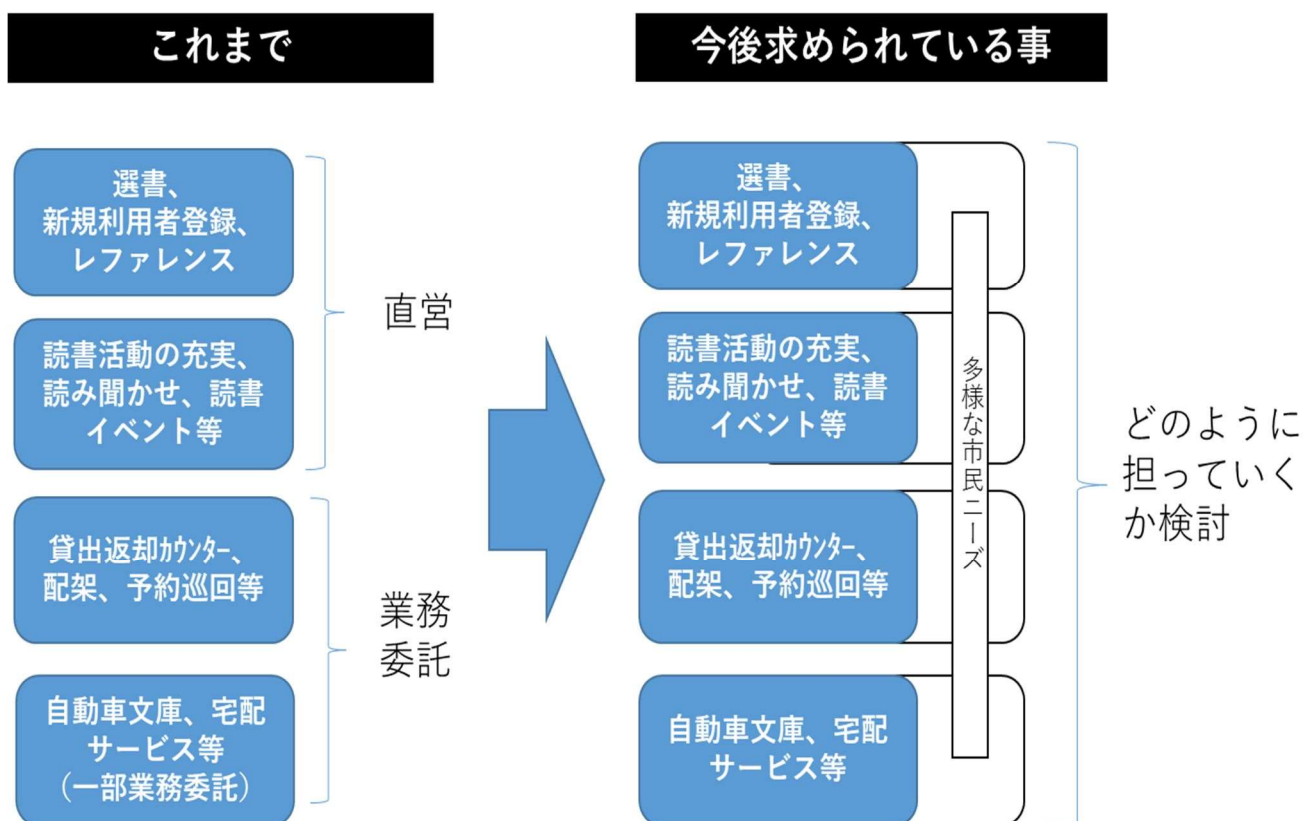 これまで
選書、
新規利用者登録、
レファレンス
読書活動の充実、
読み聞かせ、読書
イベント等
直営
貸出返却ｶｳﾝﾀｰ、
配架、予約巡回等
自動車文庫、宅配
サービス等
（一部業務委託）
業務
委託
今後求められている事
選書、
新規利用者登録、
レファレンス
読書活動の充実、
読み聞かせ、読書
イベント等
貸出返却ｶｳﾝﾀｰ、
配架、予約巡回等
自動車文庫、宅配
サービス等
多様な市民ニーズ
どのように
担っていく
か検討